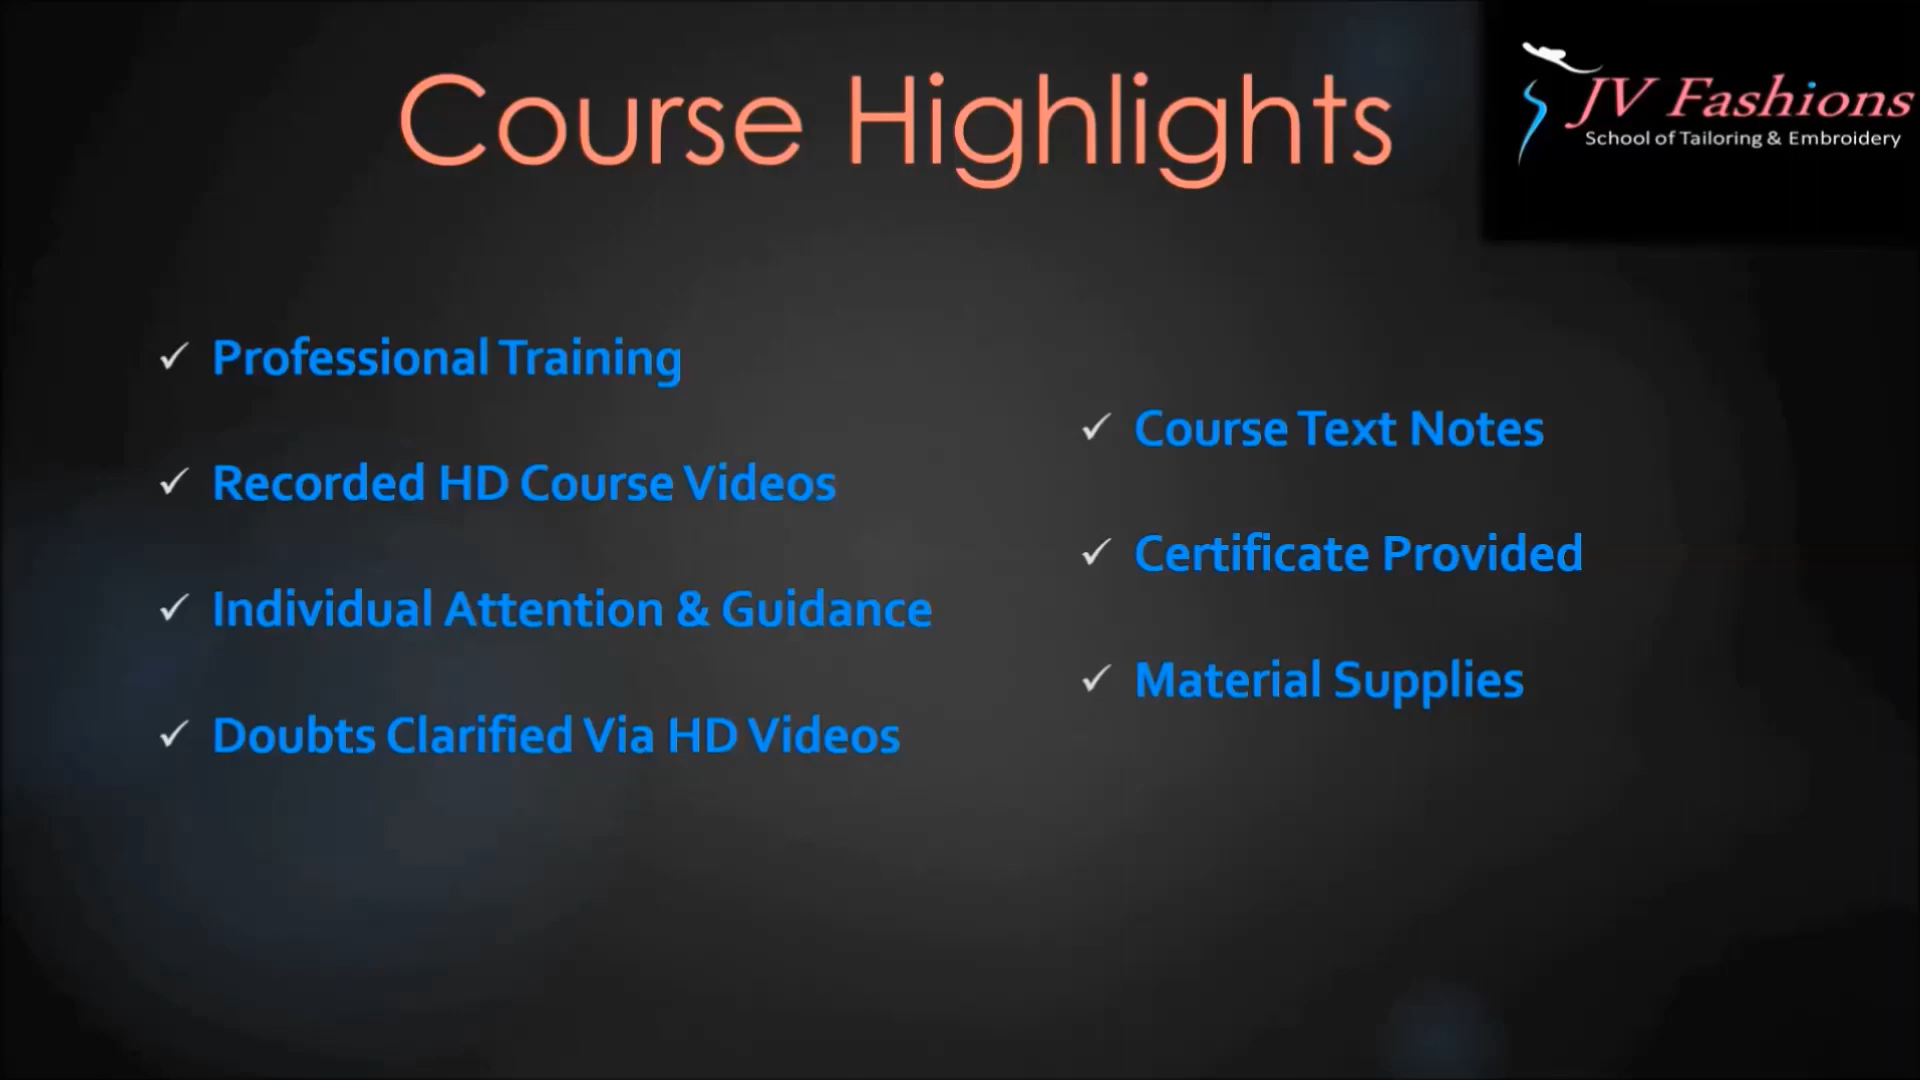 Course Highlights
JV Fashions
School of Tailoring & Embroidery
Professional Training
Recorded HD Course Videos
Individual Attention & Guidance
Doubts Clarified Via HD Videos
Course Text Notes
Certificate Provided
Material Supplies